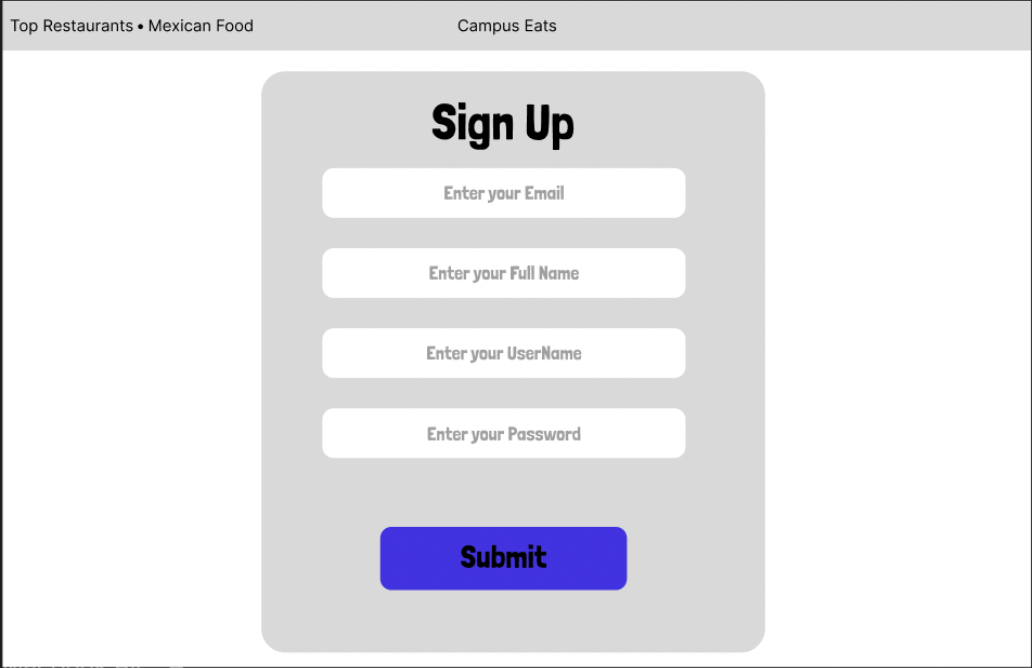 Top Restaurants • Mexican Food
Campus Eats
Sign Up
Enter your Email
Enter your Full Name
Enter your UserName
Enter your Password
Submit